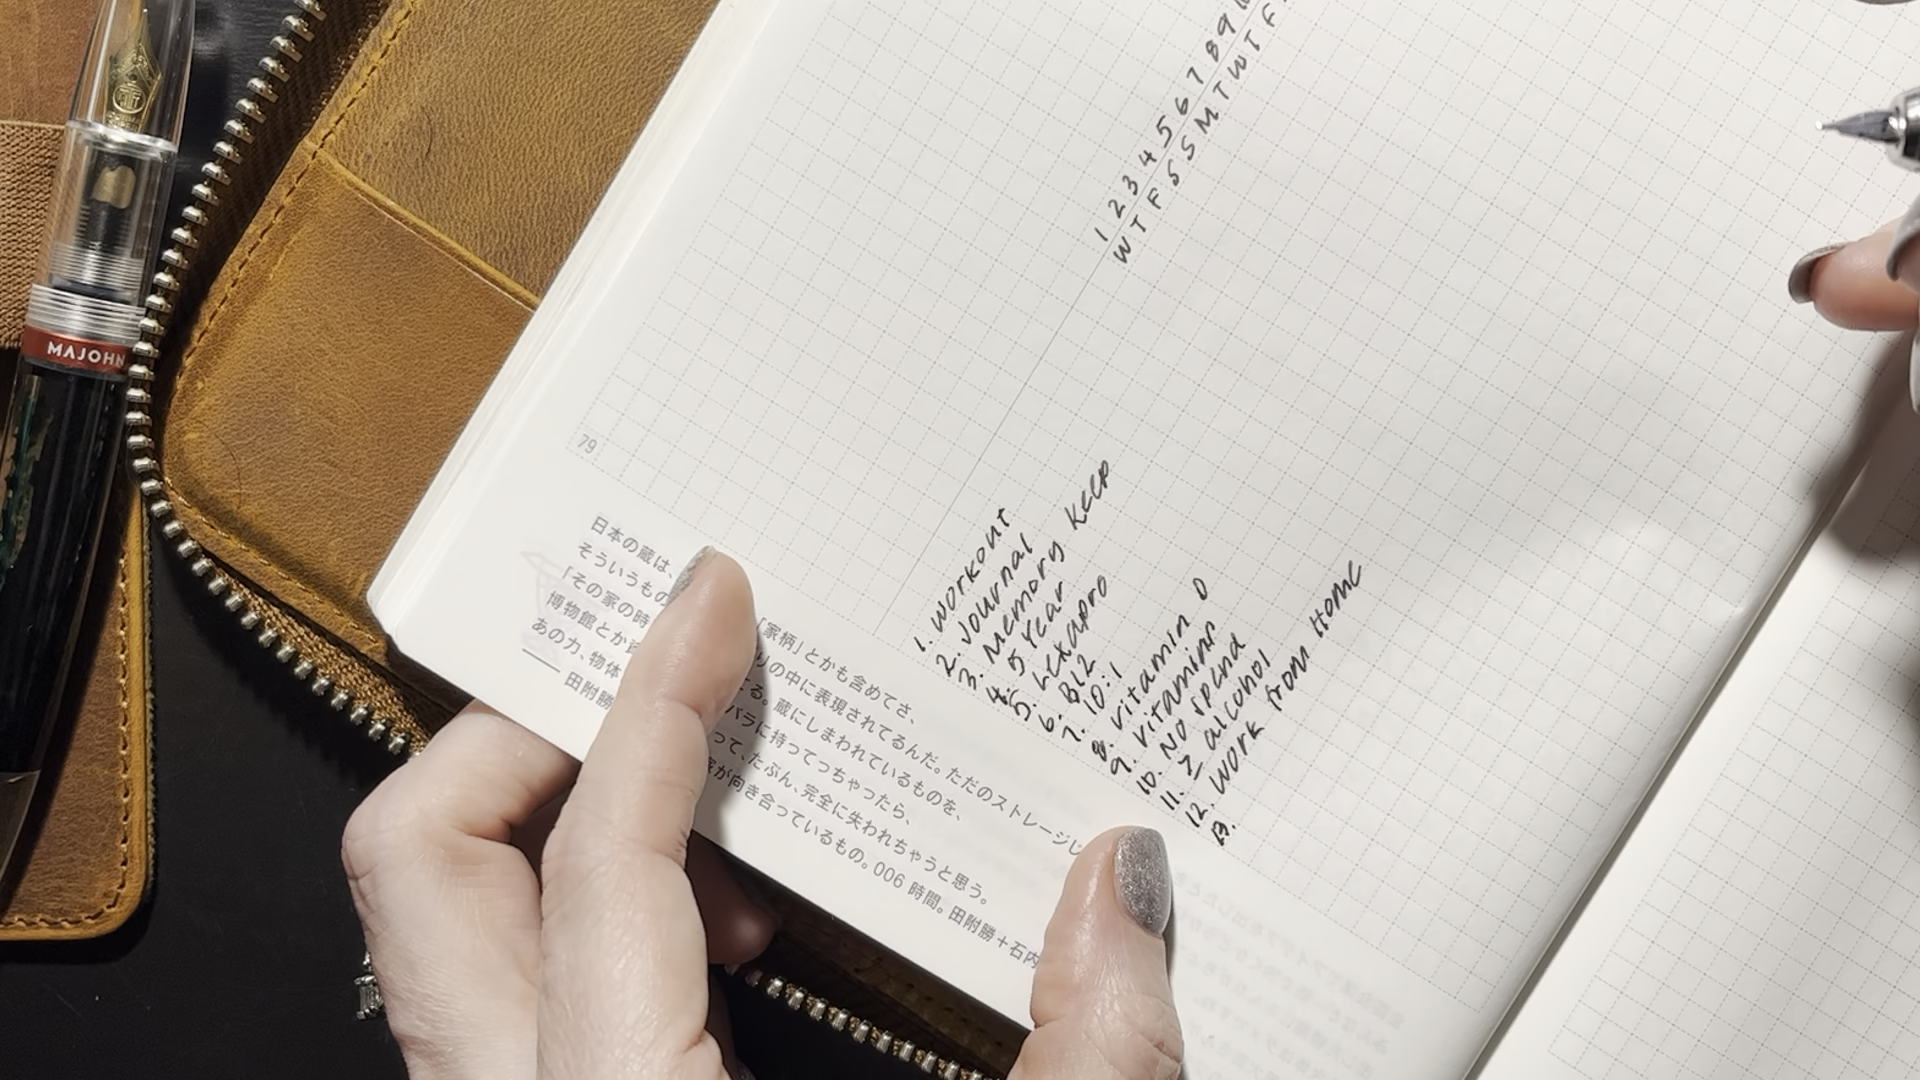 MAJOHN
1 2 3 4 5 6 7 8 9
W T F S S M T W T F
79
1. Workout
2. Journal
3. Memory Keep
4. 5 Year
5. Lexapro
6. B12
7. 10:1
8. Vitamin D
9. Vitamins
10. No spend
11. alcohol
12. Work from Home
13.
日本の蔵は、「家柄」とかも含めてさ、
そういうもの りの中に表現されてるんだ。ただのストレージじ
「その家の時 る。蔵にしまわれているものを、
博物館とか バラに持ってっちゃったら、
あの力、物体 って、たぶん、完全に失われちゃうと思う。
田附勝 が向き合っているもの。006 時間。田附勝+石内